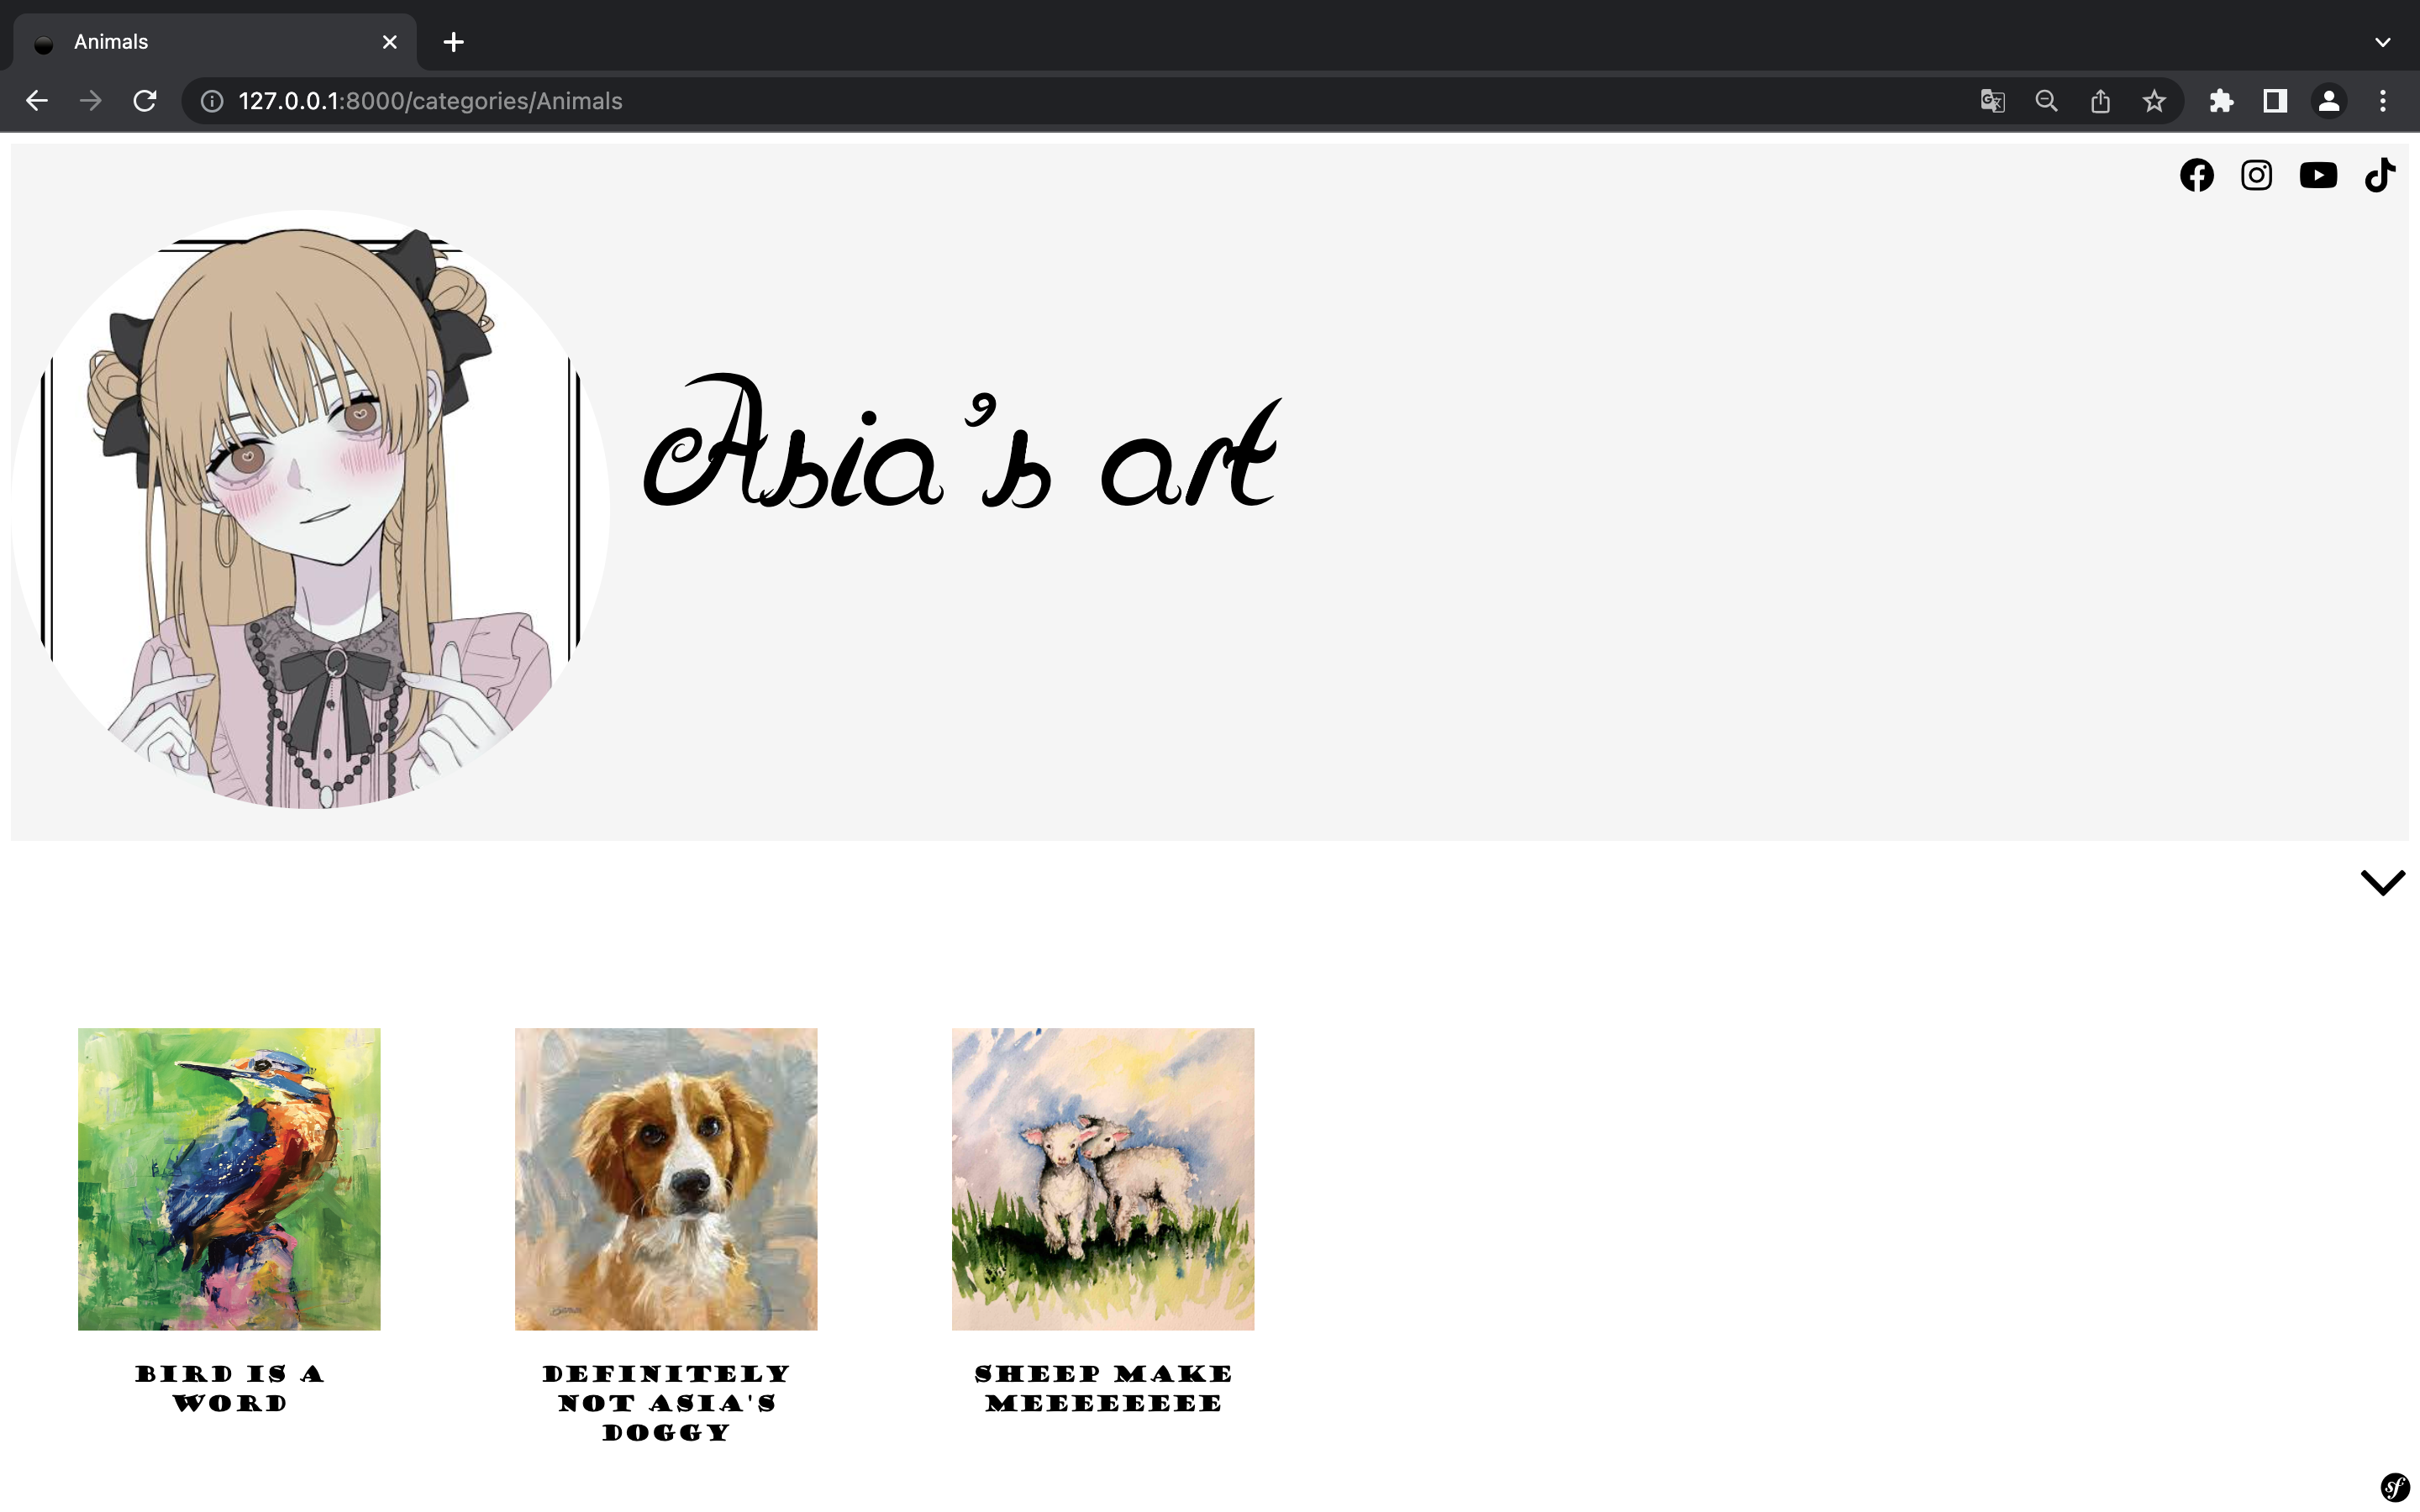 Animals
127.0.0.1:8000/categories/Animals
Asia's art
BIRD IS A
WORD
DEFINITELY
NOT ASIA'S
DOGGY
SHEEP MAKE
MEEEEEEEE
sf